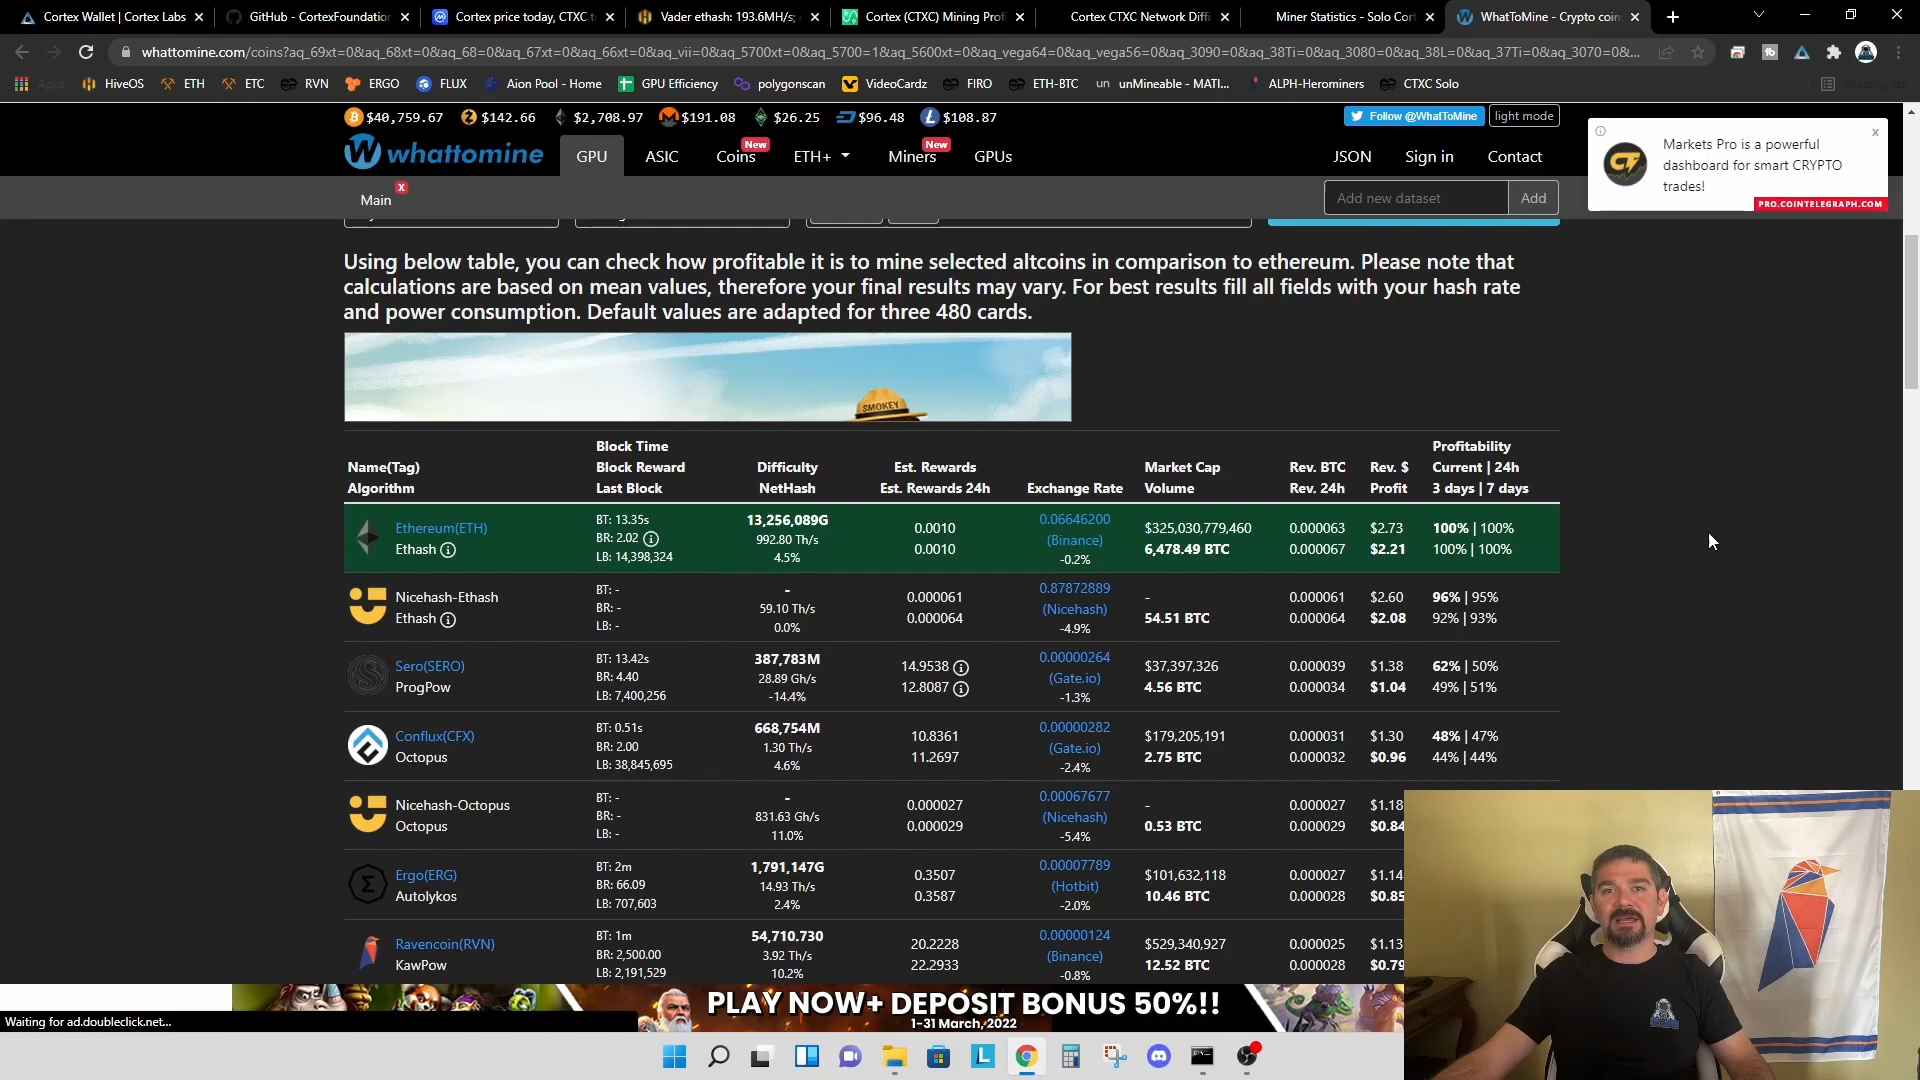 Cortex Wallet | Cortex Labs
GitHub - CortexFoundation
Cortex price today, CTXC t
Vader ethash: 193.6MH/s;
Cortex (CTXC) Mining Profi
Cortex CTXC Network Diffi
Miner Statistics - Solo Cort
WhatToMine - Crypto coin
whattomine.com/coins?aq_69xt=0&aq_68xt=0&aq_68=0&aq_67xt=0&aq_66xt=0&aq_vii=0&aq_5700xt=0&aq_5700=1&aq_5600xt=0&aq_vega64=0&aq_vega56=0&aq_3090=0&aq_38Ti=0&aq_3080=0&aq_38L=0&aq_37Ti=0&aq_3070=0&...
Apps HiveOS ETH ETC RVN ERGO FLUX Aion Pool - Home GPU Efficiency polygonscan VideoCardz FIRO ETH-BTC un unMineable - MATI... ALPH-Herominers CTXC Solo Reading list
$40,759.67 $142.66 $2,708.97 $191.08 $26.25 $96.48 $108.87
Follow @WhatToMine light mode
whattomine GPU ASIC Coins New ETH+ Miners New GPUs JSON Sign in Contact
Main x Add new dataset Add
Markets Pro is a powerful
dashboard for smart CRYPTO
trades!
PRO.COINTELEGRAPH.COM
x
Using below table, you can check how profitable it is to mine selected altcoins in comparison to ethereum. Please note that
calculations are based on mean values, therefore your final results may vary. For best results fill all fields with your hash rate
and power consumption. Default values are adapted for three 480 cards.
SMOKEY
Block Time Profitability
Name(Tag) Block Reward Difficulty Est. Rewards Market Cap Rev. BTC Rev. $ Current | 24h
Algorithm Last Block NetHash Est. Rewards 24h Exchange Rate Volume Rev. 24h Profit 3 days | 7 days
Ethereum(ETH) BT: 13.35s 13,256,089G 0.0010 0.06646200 $325,030,779,460 0.000063 $2.73 100% | 100%
Ethash BR: 2.02 992.80 Th/s 0.0010 (Binance) 6,478.49 BTC 0.000067 $2.21 100% | 100%
LB: 14,398,324 4.5% -0.2%
Nicehash-Ethash BT: - - 0.000061 0.87872889 - 0.000061 $2.60 96% | 95%
Ethash BR: - 59.10 Th/s 0.000064 (Nicehash) 54.51 BTC 0.000064 $2.08 92% | 93%
LB: - 0.0% -4.9%
Sero(SERO) BT: 13.42s 387,783M 14.9538 0.00000264 $37,397,326 0.000039 $1.38 62% | 50%
ProgPow BR: 4.40 28.89 Gh/s 12.8087 (Gate.io) 4.56 BTC 0.000034 $1.04 49% | 51%
LB: 7,400,256 -14.4% -1.3%
Conflux(CFX) BT: 0.51s 668,754M 10.8361 0.00000282 $179,205,191 0.000031 $1.30 48% | 47%
Octopus BR: 2.00 1.30 Th/s 11.2697 (Gate.io) 2.75 BTC 0.000032 $0.96 44% | 44%
LB: 38,845,695 4.6% -2.4%
Nicehash-Octopus BT: - - 0.000027 0.00067677 - 0.000027 $1.18
Octopus BR: - 831.63 Gh/s 0.000029 (Nicehash) 0.53 BTC 0.000029 $0.84
LB: - 11.0% -5.4%
Ergo(ERG) BT: 2m 1,791,147G 0.3507 0.00007789 $101,632,118 0.000027 $1.14
Autolykos BR: 66.09 14.93 Th/s 0.3587 (Hotbit) 10.46 BTC 0.000028 $0.85
LB: 707,603 2.4% -2.0%
Ravencoin(RVN) BT: 1m 54,710.730 20.2228 0.00000124 $529,340,927 0.000025 $1.13
KawPow BR: 2,500.00 3.92 Th/s 22.2933 (Binance) 12.52 BTC 0.000028 $0.79
LB: 2,191,529 10.2% -0.8%
PLAY NOW+ DEPOSIT BONUS 50%!!
1-31 March, 2022
Waiting for ad.doubleclick.net...